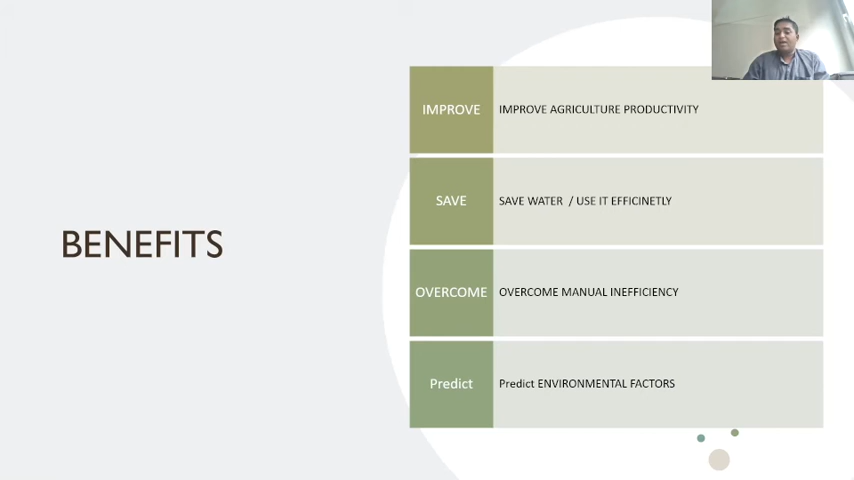 BENEFITS
IMPROVE
IMPROVE AGRICULTURE PRODUCTIVITY
SAVE
SAVE WATER / USE IT EFFICINETLY
OVERCOME
OVERCOME MANUAL INEFFICIENCY
Predict
Predict ENVIRONMENTAL FACTORS